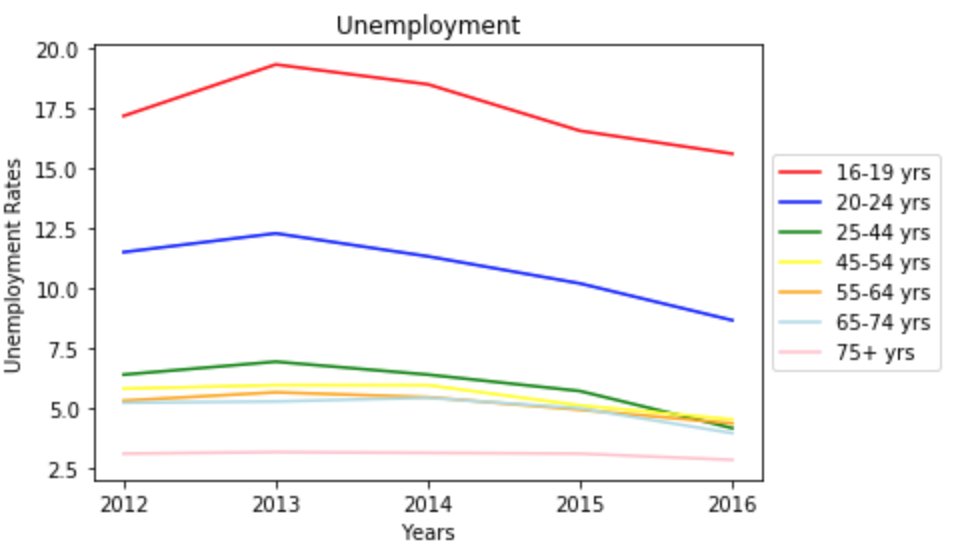 Unemployment
20.0
17.5
15.0
12.5
10.0
7.5
5.0
2.5
Unemployment Rates
2012 2013 2014 2015 2016
Years
16-19 yrs
20-24 yrs
25-44 yrs
45-54 yrs
55-64 yrs
65-74 yrs
75+ yrs